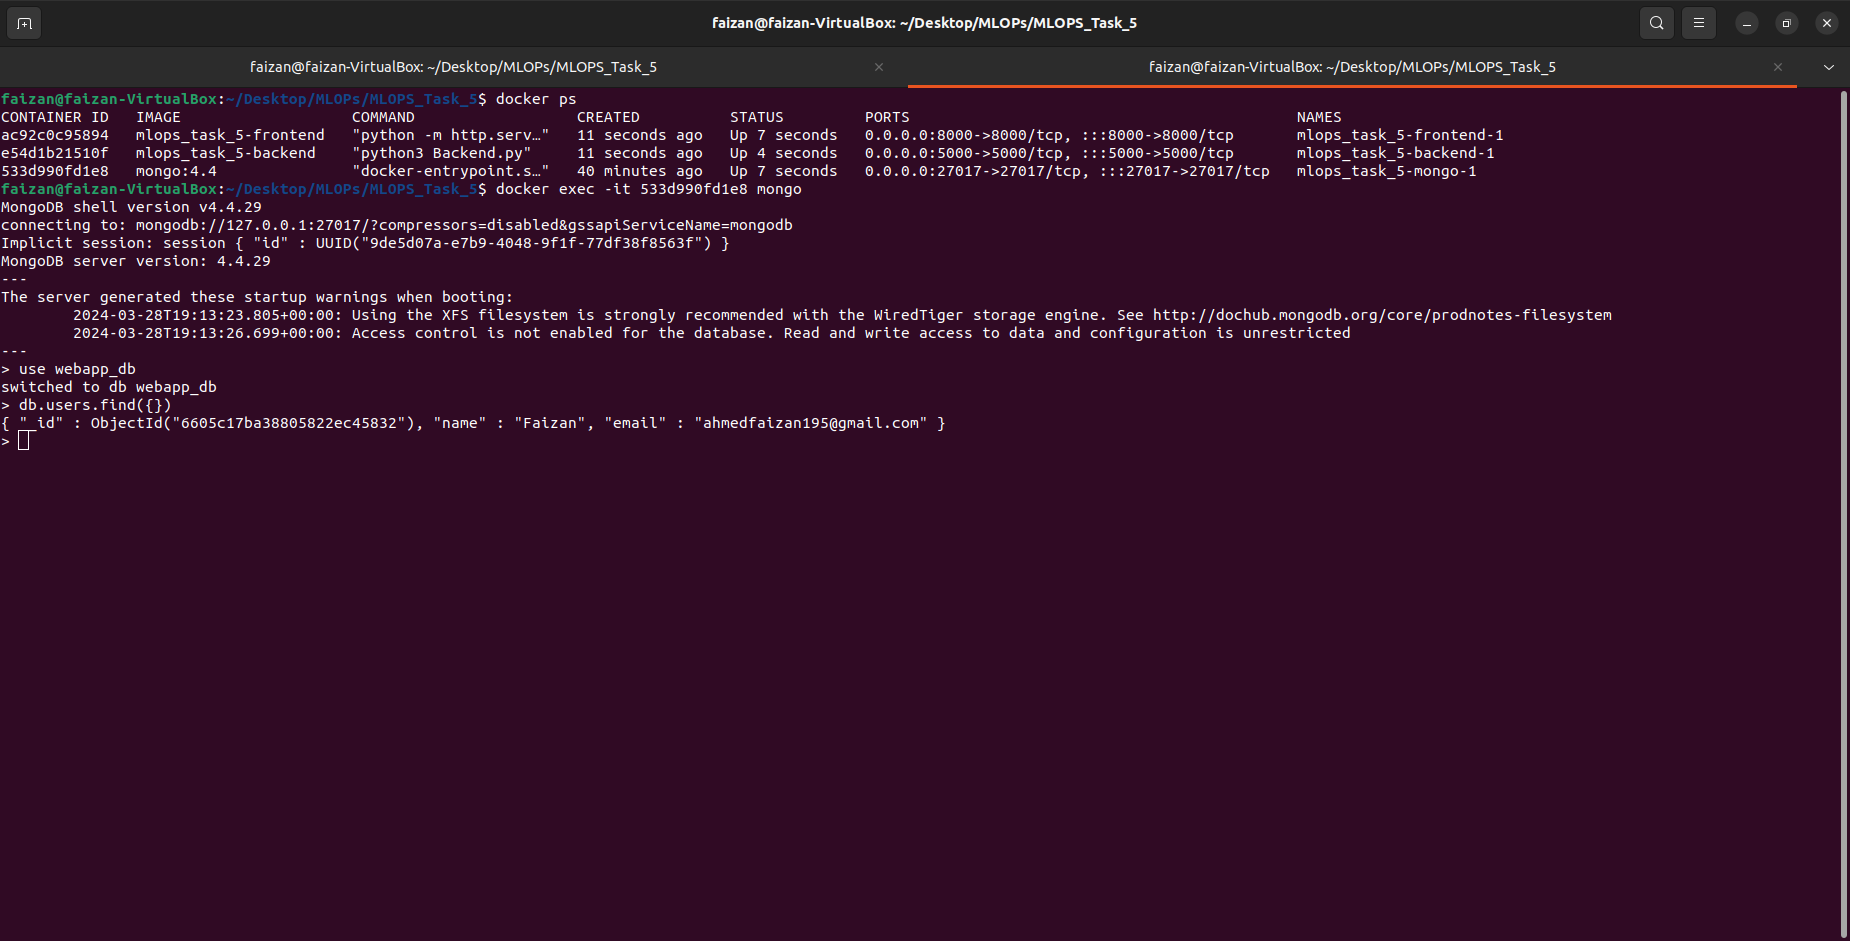 faizan@faizan-VirtualBox: ~/Desktop/MLOPs/MLOPS_Task_5
faizan@faizan-VirtualBox: ~/Desktop/MLOPs/MLOPS_Task_5
faizan@faizan-VirtualBox: ~/Desktop/MLOPs/MLOPS_Task_5
faizan@faizan-VirtualBox:~/Desktop/MLOPs/MLOPS_Task_5$ docker ps
CONTAINER ID   IMAGE                   COMMAND                  CREATED          STATUS         PORTS                                           NAMES
ac92c0c95894   mlops_task_5-frontend   "python -m http.serv…"   11 seconds ago   Up 7 seconds   0.0.0.0:8000->8000/tcp, :::8000->8000/tcp       mlops_task_5-frontend-1
e54d1b21510f   mlops_task_5-backend    "python3 Backend.py"     11 seconds ago   Up 4 seconds   0.0.0.0:5000->5000/tcp, :::5000->5000/tcp       mlops_task_5-backend-1
533d990fd1e8   mongo:4.4               "docker-entrypoint.s…"   40 minutes ago   Up 7 seconds   0.0.0.0:27017->27017/tcp, :::27017->27017/tcp   mlops_task_5-mongo-1
faizan@faizan-VirtualBox:~/Desktop/MLOPs/MLOPS_Task_5$ docker exec -it 533d990fd1e8 mongo
MongoDB shell version v4.4.29
connecting to: mongodb://127.0.0.1:27017/?compressors=disabled&gssapiServiceName=mongodb
Implicit session: session { "id" : UUID("9de5d07a-e7b9-4048-9f1f-77df38f8563f") }
MongoDB server version: 4.4.29
---
The server generated these startup warnings when booting:
        2024-03-28T19:13:23.805+00:00: Using the XFS filesystem is strongly recommended with the WiredTiger storage engine. See http://dochub.mongodb.org/core/prodnotes-filesystem
        2024-03-28T19:13:26.699+00:00: Access control is not enabled for the database. Read and write access to data and configuration is unrestricted
---
> use webapp_db
switched to db webapp_db
> db.users.find({})
{ "_id" : ObjectId("6605c17ba38805822ec45832"), "name" : "Faizan", "email" : "ahmedfaizan195@gmail.com" }
>